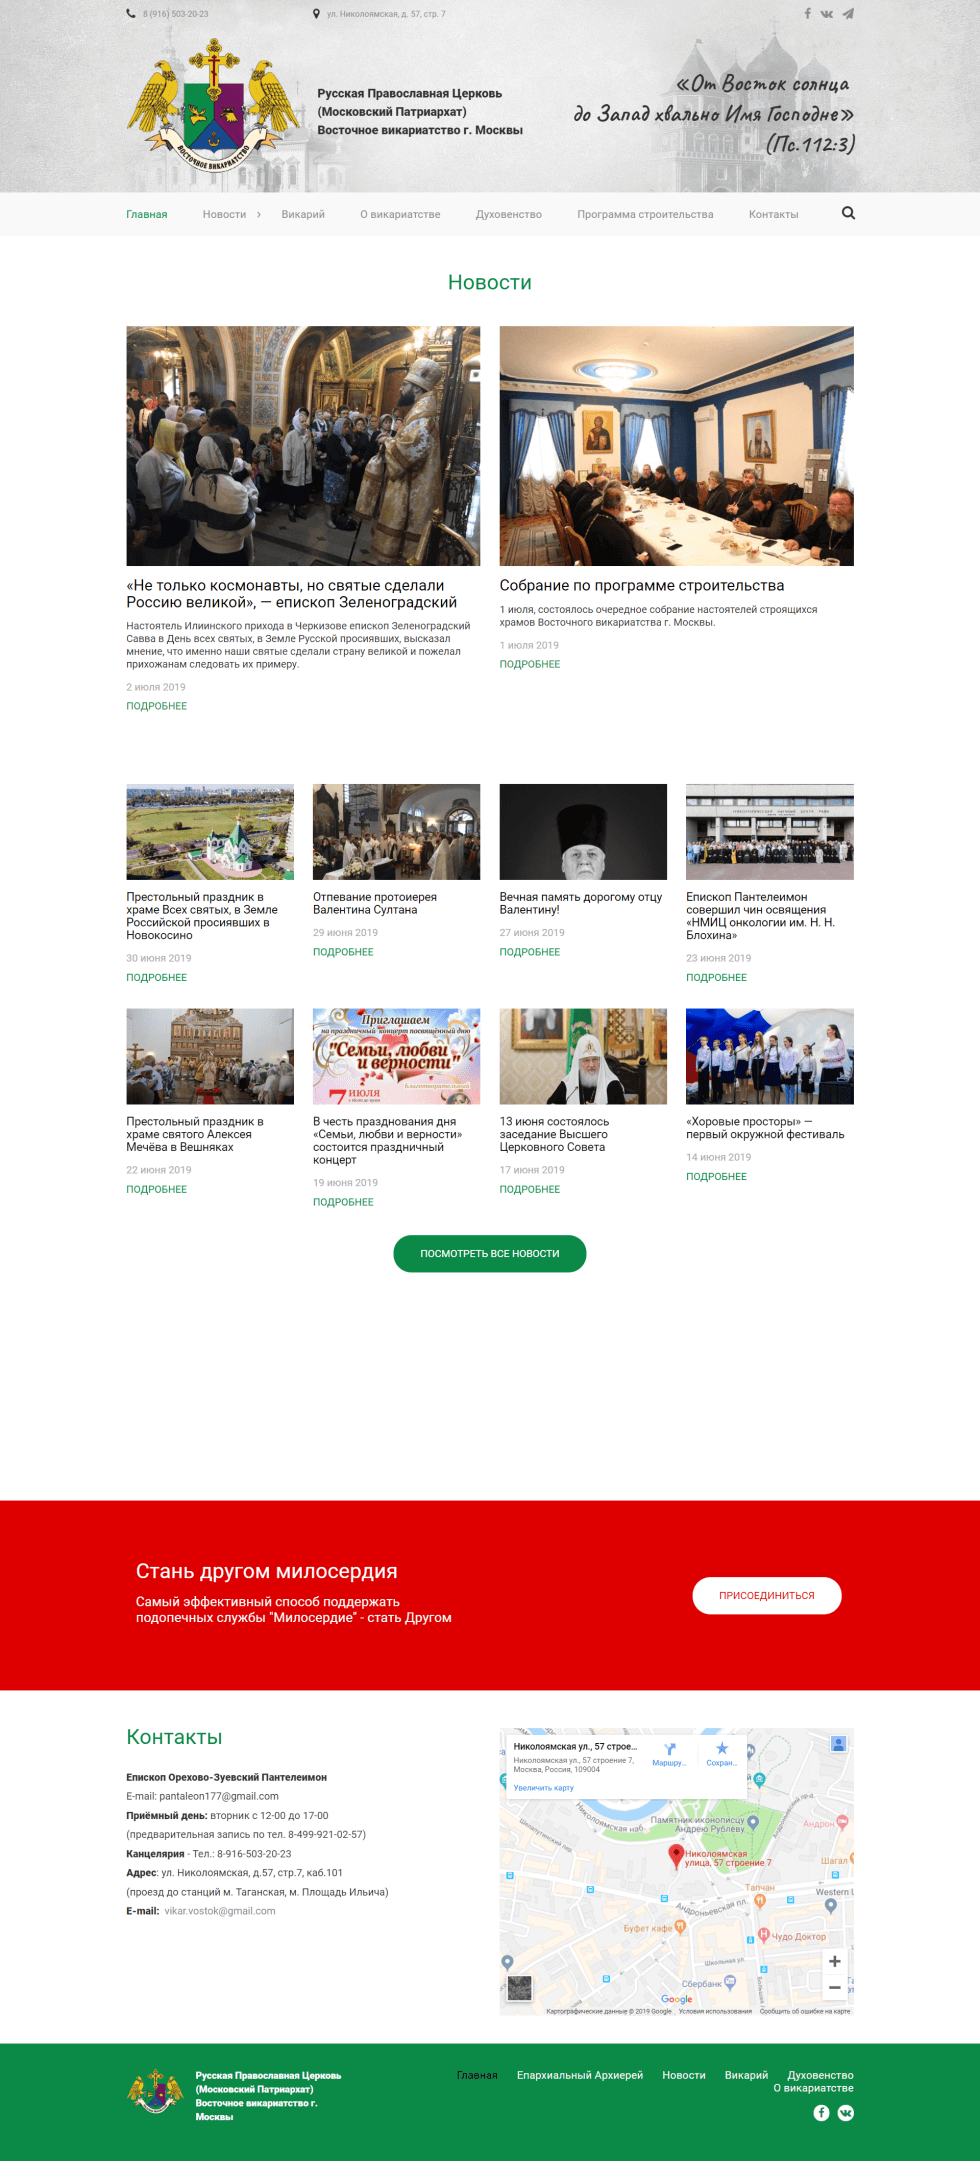 8 (916) 503-20-23
ул. Николоямская, д. 57, стр. 7
ВОСТОЧНОЕ ВИКАРИАТСТВО
Русская Православная Церковь
(Московский Патриархат)
Восточное викариатство г. Москвы
«От Восток солнца
до Запад хвально Имя Господне»
(Пс.112:3)
Главная
Новости
Викарий
О викариатстве
Духовенство
Программа строительства
Контакты
Новости
«Не только космонавты, но святые сделали
Россию великой», — епископ Зеленоградский
Настоятель Илиинского прихода в Черкизове епископ Зеленоградский
Савва в День всех святых, в Земле Русской просиявших, высказал
мнение, что именно наши святые сделали страну великой и пожелал
прихожанам следовать их примеру.
2 июля 2019
ПОДРОБНЕЕ
Собрание по программе строительства
1 июля, состоялось очередное собрание настоятелей строящихся
храмов Восточного викариатства г. Москвы.
1 июля 2019
ПОДРОБНЕЕ
Престольный праздник в
храме Всех святых, в Земле
Российской просиявших в
Новокосино
30 июня 2019
ПОДРОБНЕЕ
Отпевание протоиерея
Валентина Султана
29 июня 2019
ПОДРОБНЕЕ
Вечная память дорогому отцу
Валентину!
27 июня 2019
ПОДРОБНЕЕ
Епископ Пантелеимон
совершил чин освящения
«НМИЦ онкологии им. Н. Н.
Блохина»
23 июня 2019
ПОДРОБНЕЕ
Престольный праздник в
храме святого Алексея
Мечёва в Вешняках
22 июня 2019
ПОДРОБНЕЕ
Приглашаем
на праздничный концерт посвящённый дню
"Семьи, любви
и верности"
благотворительный
7 ИЮЛЯ
В честь празднования дня
«Семьи, любви и верности»
состоится праздничный
концерт
19 июня 2019
ПОДРОБНЕЕ
13 июня состоялось
заседание Высшего
Церковного Совета
17 июня 2019
ПОДРОБНЕЕ
«Хоровые просторы» —
первый окружной фестиваль
14 июня 2019
ПОДРОБНЕЕ
ПОСМОТРЕТЬ ВСЕ НОВОСТИ
Стань другом милосердия
Самый эффективный способ поддержать
подопечных службы "Милосердие" - стать Другом
ПРИСОЕДИНИТЬСЯ
Контакты
Епископ Орехово-Зуевский Пантелеимон
E-mail: pantaleon177@gmail.com
Приёмный день: вторник с 12-00 до 17-00
(предварительная запись по тел. 8-499-921-02-57)
Канцелярия - Тел.: 8-916-503-20-23
Адрес: ул. Николоямская, д.57, стр.7, каб.101
(проезд до станций м. Таганская, м. Площадь Ильича)
E-mail: vikar.vostok@gmail.com
Николоямская ул., 57 строе...
Николоямская ул., 57 строение 7,
Москва, Россия, 109004
Увеличить карту
Маршру...
Сохран...
Николоямская наб.
Шелапутинский пер.
Памятник иконописцу
Андрею Рублеву
Андрон
Николоямская
улица, 57 строение 7
Шагал
Тапчан
Western U
Андроньевская пл.
Буфет кафе
Чудо Доктор
Школьная ул.
Сбербанк
Google
Картографические данные © 2019 Google
Условия использования
Сообщить об ошибке на карте
Русская Православная Церковь
(Московский Патриархат)
Восточное викариатство г.
Москвы
Главная
Епархиальный Архиерей
Новости
Викарий
Духовенство
О викариатстве